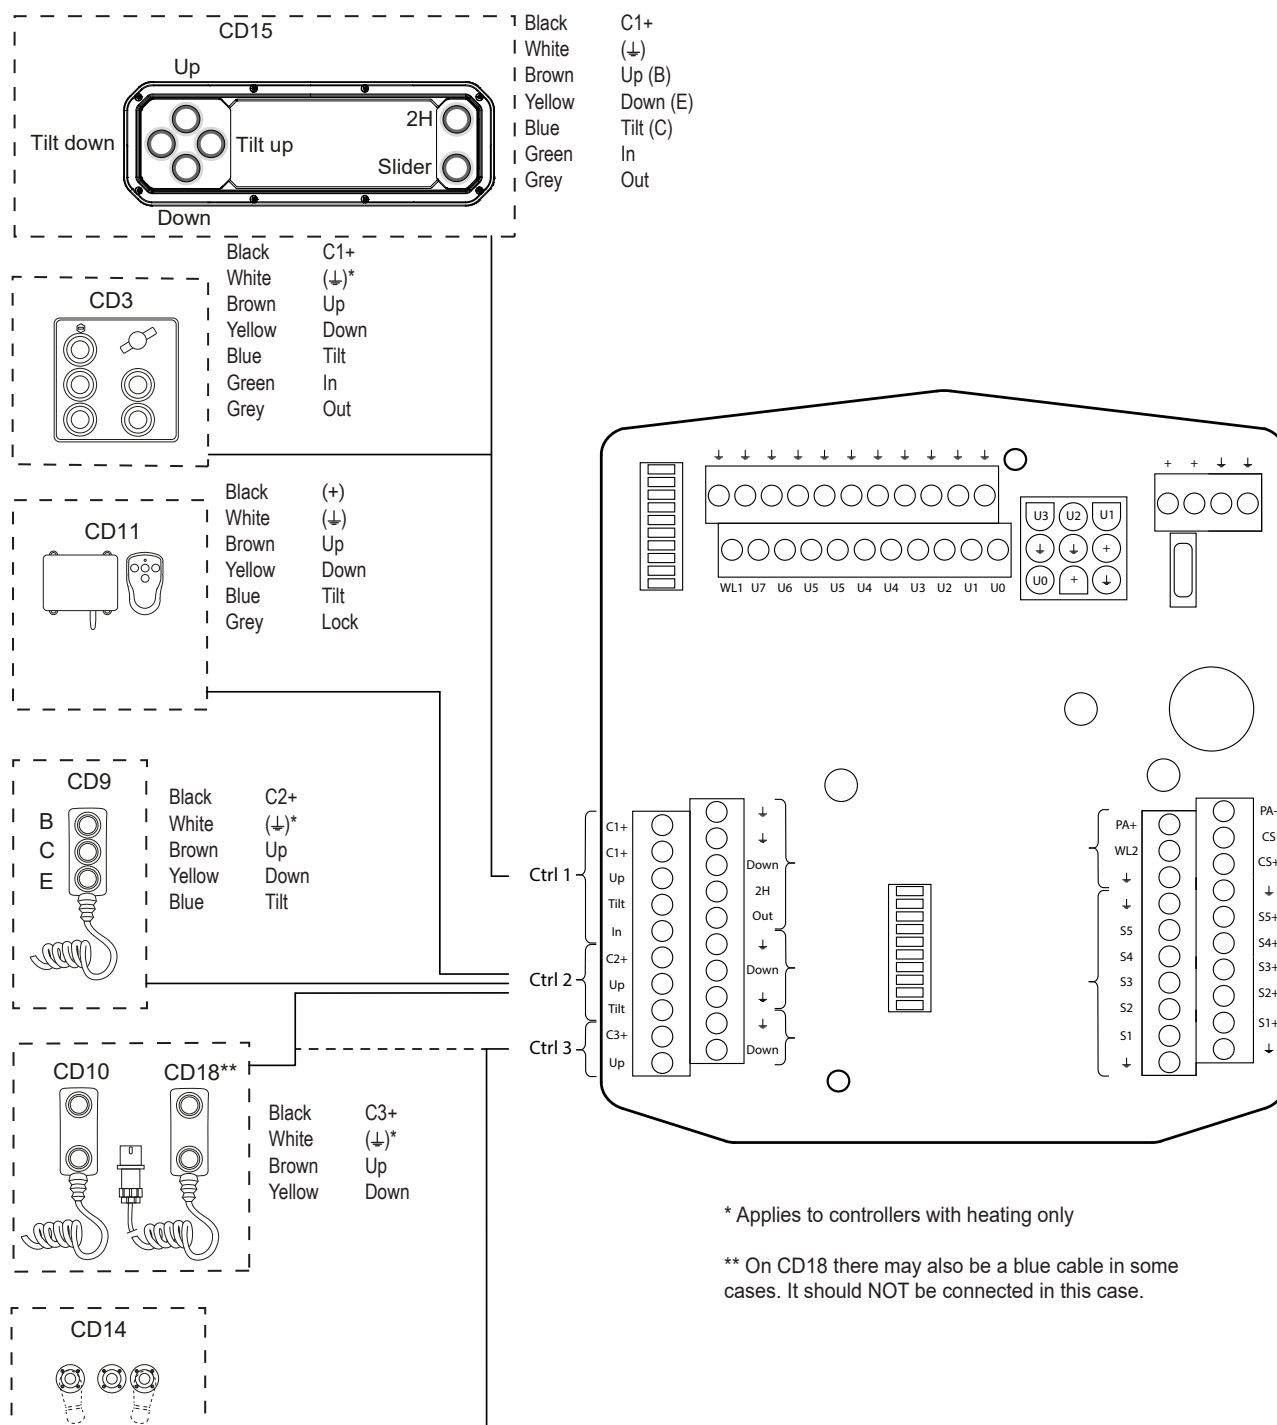 CD15
Up
2H
Tilt down
Tilt up
Slider
Down
Black C1+
White (⏚)
Brown Up (B)
Yellow Down (E)
Blue Tilt (C)
Green In
Grey Out
CD3
Black C1+
White (⏚)*
Brown Up
Yellow Down
Blue Tilt
Green In
Grey Out
CD11
Black (+)
White (⏚)
Brown Up
Yellow Down
Blue Tilt
Grey Lock
CD9
B
C
E
Black C2+
White (⏚)*
Brown Up
Yellow Down
Blue Tilt
CD10 CD18**
Black C3+
White (⏚)*
Brown Up
Yellow Down
CD14
⏚ ⏚ ⏚ ⏚ ⏚ ⏚ ⏚ ⏚ ⏚ ⏚ ⏚
WL1 U7 U6 U5 U5 U4 U4 U3 U2 U1 U0
U3 U2 U1
⏚ ⏚ +
U0 + ⏚
+ + ⏚ ⏚
Ctrl 1
Ctrl 2
Ctrl 3
C1+
C1+
Up
Tilt
In
C2+
Up
Tilt
C3+
Up
⏚
⏚
Down
2H
Out
⏚
Down
⏚
⏚
Down
PA+
WL2
⏚
⏚
S5
S4
S3
S2
S1
⏚
PA-
CS
CS+
⏚
S5+
S4+
S3+
S2+
S1+
⏚
* Applies to controllers with heating only
** On CD18 there may also be a blue cable in some
cases. It should NOT be connected in this case.